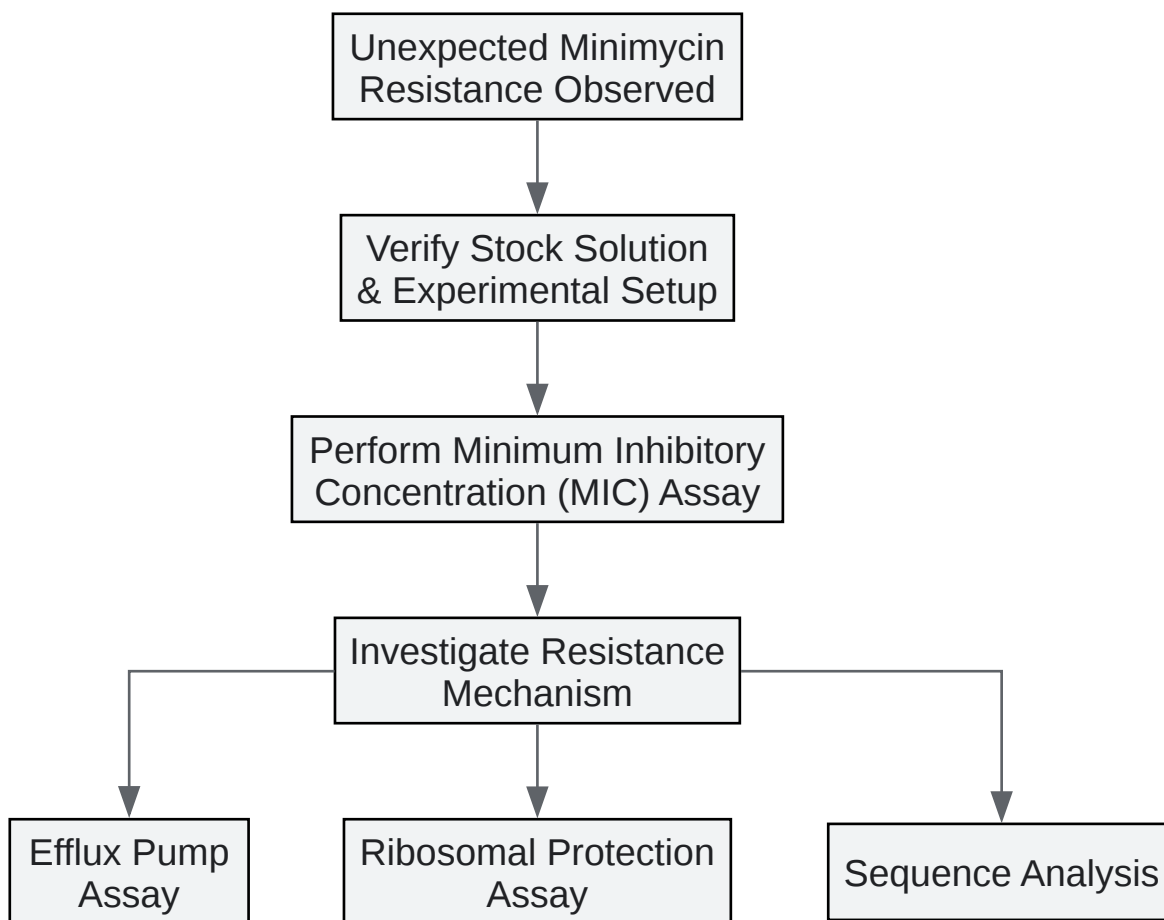 Unexpected Minimycin
Resistance Observed
Verify Stock Solution
& Experimental Setup
Perform Minimum Inhibitory
Concentration (MIC) Assay
Investigate Resistance
Mechanism
Efflux Pump
Assay
Ribosomal Protection
Assay
Sequence Analysis